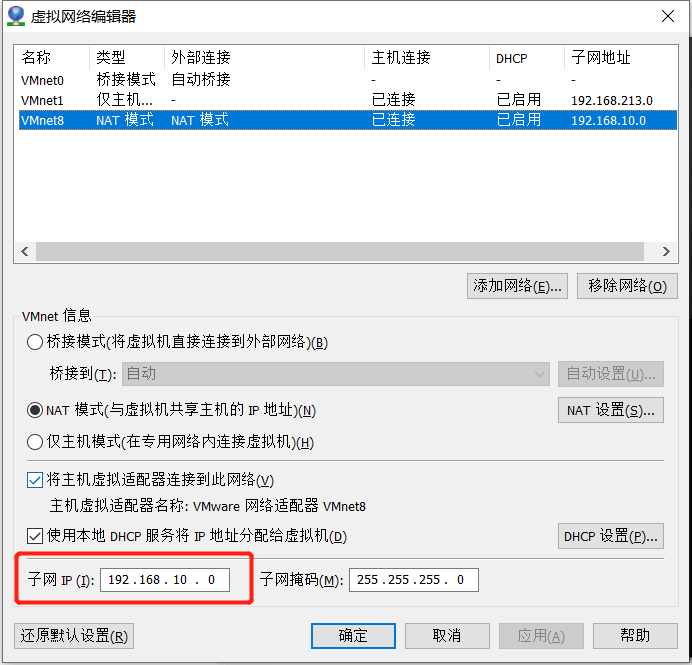 虚拟网络编辑器
名称 类型 外部连接 主机连接 DHCP 子网地址
VMnet0 桥接模式 自动桥接 - - -
VMnet1 仅主机... - 已连接 已启用 192.168.213.0
VMnet8 NAT 模式 NAT 模式 已连接 已启用 192.168.10.0
添加网络(E)... 移除网络(O)
VMnet 信息
桥接模式(将虚拟机直接连接到外部网络)(B)
桥接到(T): 自动 自动设置(U)...
NAT 模式(与虚拟机共享主机的 IP 地址)(N) NAT 设置(S)...
仅主机模式(在专用网络内连接虚拟机)(H)
将主机虚拟适配器连接到此网络(V)
主机虚拟适配器名称: VMware 网络适配器 VMnet8
使用本地 DHCP 服务将 IP 地址分配给虚拟机(D) DHCP 设置(P)...
子网 IP (I): 192 . 168 . 10 . 0 子网掩码(M): 255 . 255 . 255 . 0
还原默认设置(R) 确定 取消 应用(A) 帮助